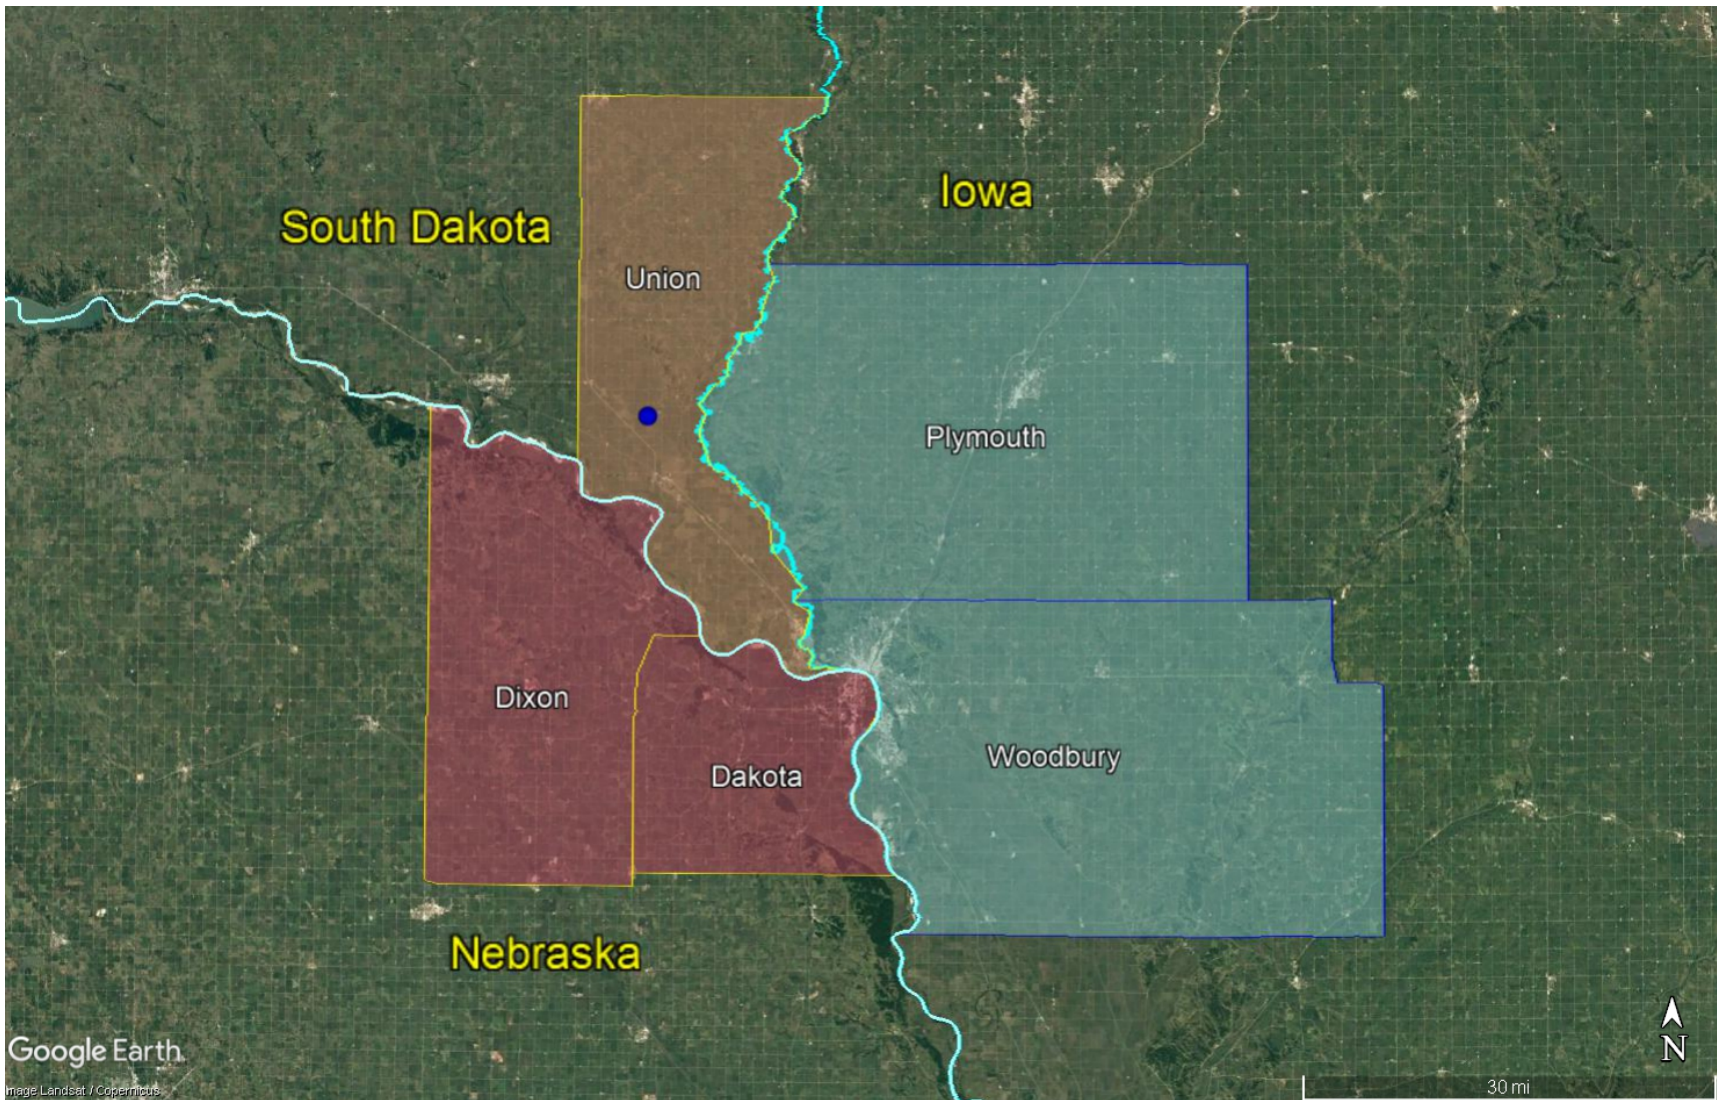 Iowa
South Dakota
Union
Plymouth
Dixon
Woodbury
Dakota
Nebraska
N
Google Earth
Image Landsat / Copernicus
30 mi